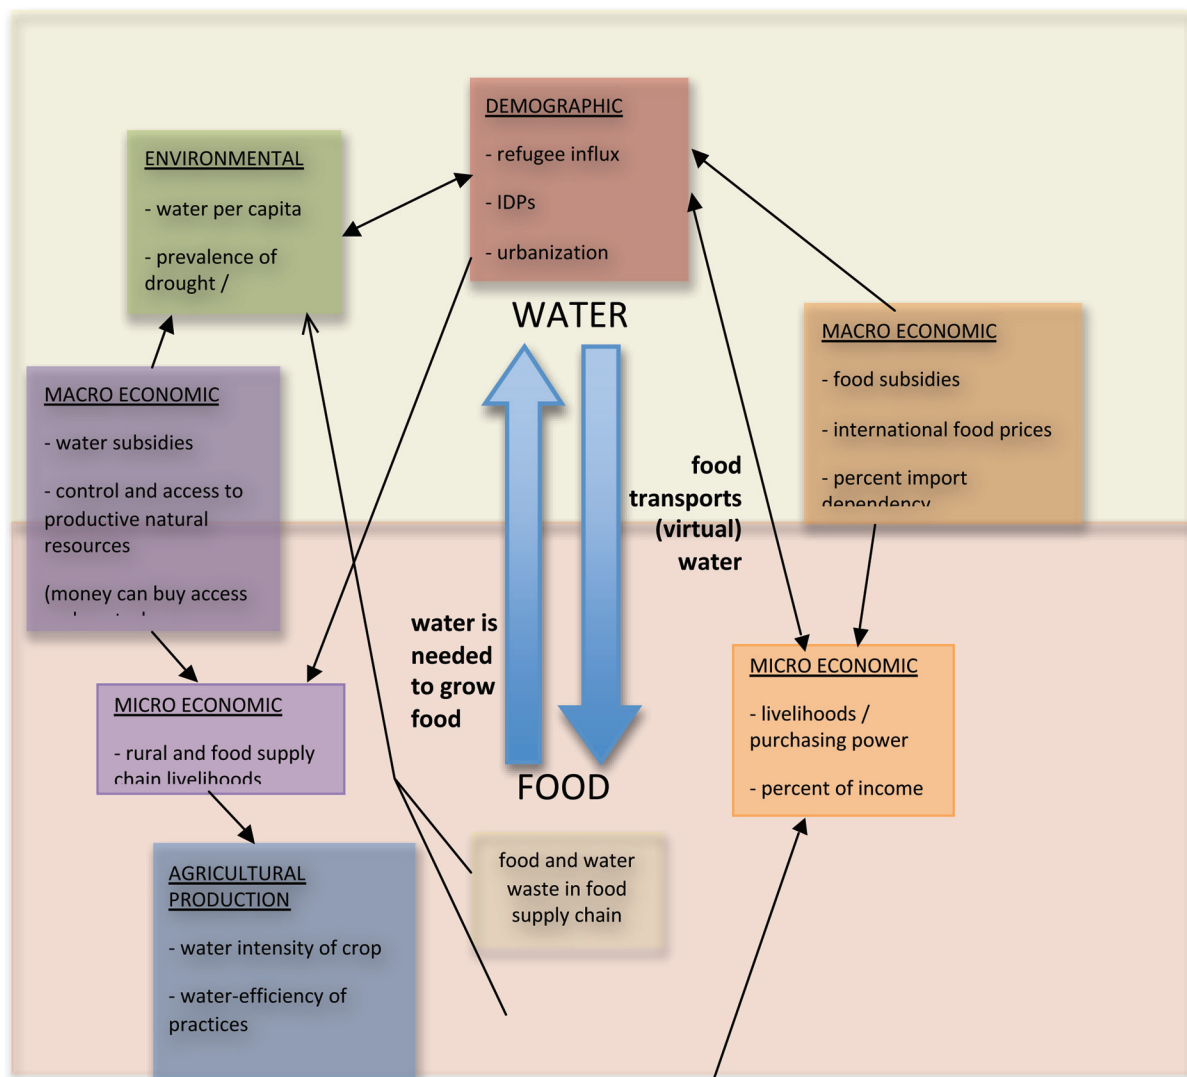 DEMOGRAPHIC
- refugee influx
- IDPs
- urbanization
ENVIRONMENTAL
- water per capita
- prevalence of
drought /
WATER
MACRO ECONOMIC
- food subsidies
- international food prices
- percent import
dependency
MACRO ECONOMIC
- water subsidies
- control and access to
productive natural
resources
(money can buy access
food
transports
(virtual)
water
water is
needed
to grow
food
MICRO ECONOMIC
- livelihoods /
purchasing power
- percent of income
MICRO ECONOMIC
- rural and food supply
chain livelihoods
FOOD
food and water
waste in food
supply chain
AGRICULTURAL
PRODUCTION
- water intensity of crop
- water-efficiency of
practices